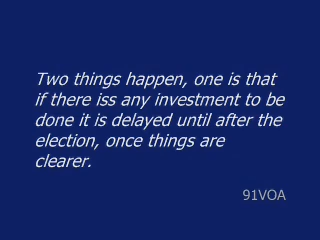 Two things happen, one is that
if there iss any investment to be
done it is delayed until after the
election, once things are
clearer.
91VOA